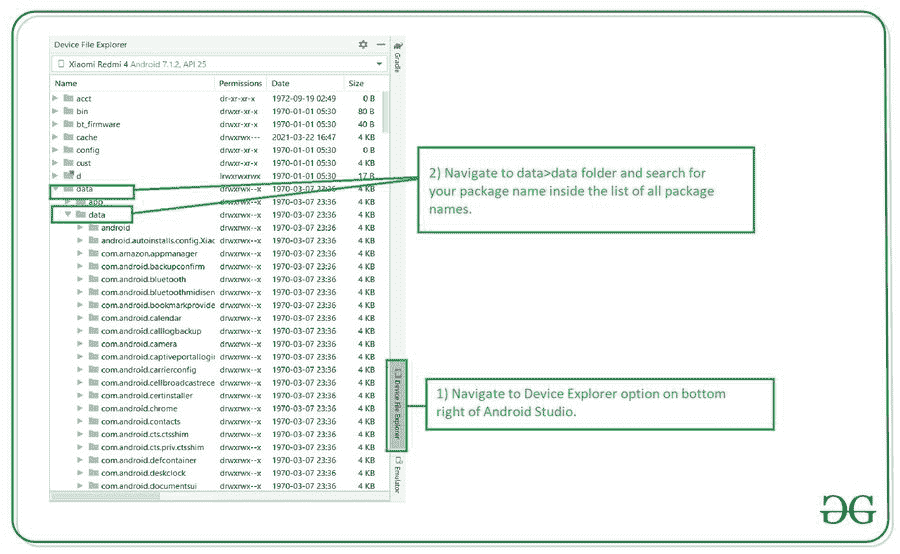 Device File Explorer
Gradle
Xiaomi Redmi 4 Android 7.1.2, API 25
Name Permissions Date Size
acct dr-xr-xr-x 1972-09-19 02:49 0 B
bin drwxr-xr-x 1970-01-01 05:30 80 B
bt_firmware drwxr-xr-x 1970-01-01 05:30 40 B
cache drwxrwx--- 2021-03-22 16:47 4 KB
config drwxr-xr-x 1970-01-01 05:30 0 B
cust drwxrwx--x 1970-01-01 05:30 4 KB
d lrwxrwxrwx 1970-01-01 05:30 17 B
data drwxrwx--x 1970-03-07 23:36 4 KB
app drwxrwx--x 1970-03-07 23:36 4 KB
data drwxrwx--x 1970-03-07 23:36 4 KB
android drwxrwx--x 1970-03-07 23:36 4 KB
android.autoinstalls.config.Xiac drwxrwx--x 1970-03-07 23:36 4 KB
com.amazon.appmanager drwxrwx--x 1970-03-07 23:36 4 KB
com.android.backupconfirm drwxrwx--x 1970-03-07 23:36 4 KB
com.android.bluetooth drwxrwx--x 1970-03-07 23:36 4 KB
com.android.bluetoothmidiserv drwxrwx--x 1970-03-07 23:36 4 KB
com.android.bookmarkprovide drwxrwx--x 1970-03-07 23:36 4 KB
com.android.calendar drwxrwx--x 1970-03-07 23:36 4 KB
com.android.calllogbackup drwxrwx--x 1970-03-07 23:36 4 KB
com.android.camera drwxrwx--x 1970-03-07 23:36 4 KB
com.android.captiveportallogin drwxrwx--x 1970-03-07 23:36 4 KB
com.android.carrierconfig drwxrwx--x 1970-03-07 23:36 4 KB
com.android.cellbroadcastrece drwxrwx--x 1970-03-07 23:36 4 KB
com.android.certinstaller drwxrwx--x 1970-03-07 23:36 4 KB
com.android.chrome drwxrwx--x 1970-03-07 23:36 4 KB
com.android.contacts drwxrwx--x 1970-03-07 23:36 4 KB
com.android.cts.ctsshim drwxrwx--x 1970-03-07 23:36 4 KB
com.android.cts.priv.ctsshim drwxrwx--x 1970-03-07 23:36 4 KB
com.android.defcontainer drwxrwx--x 1970-03-07 23:36 4 KB
com.android.deskclock drwxrwx--x 1970-03-07 23:36 4 KB
com.android.documentsui drwxrwx--x 1970-03-07 23:36 4 KB
2) Navigate to data>data folder and search for
your package name inside the list of all package
names.
Device File Explorer
1) Navigate to Device Explorer option on bottom
right of Android Studio.
Emulator